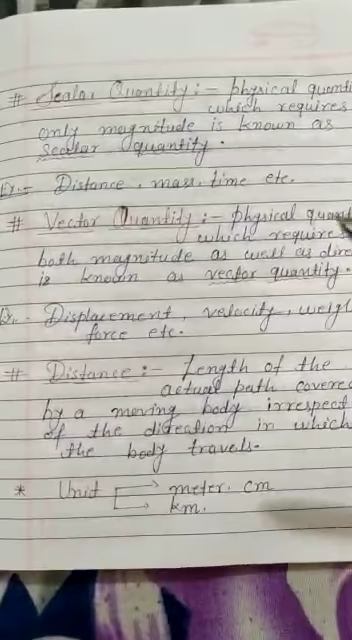 # Scalar Quantity :- physical quanti
which requires
only magnitude is known as
scalar quantity.
Ex.- Distance, mass, time etc.
# Vector Quantity :- physical quant
which require
both magnitude as well as dire
is known as vector quantity.
Ex.- Displacement, velocity, weigh
force etc.
# Distance :- Length of the
actual path covered
by a moving body irrespect
of the direction in which
the body travels.
* Unit → meter. cm
→ km.